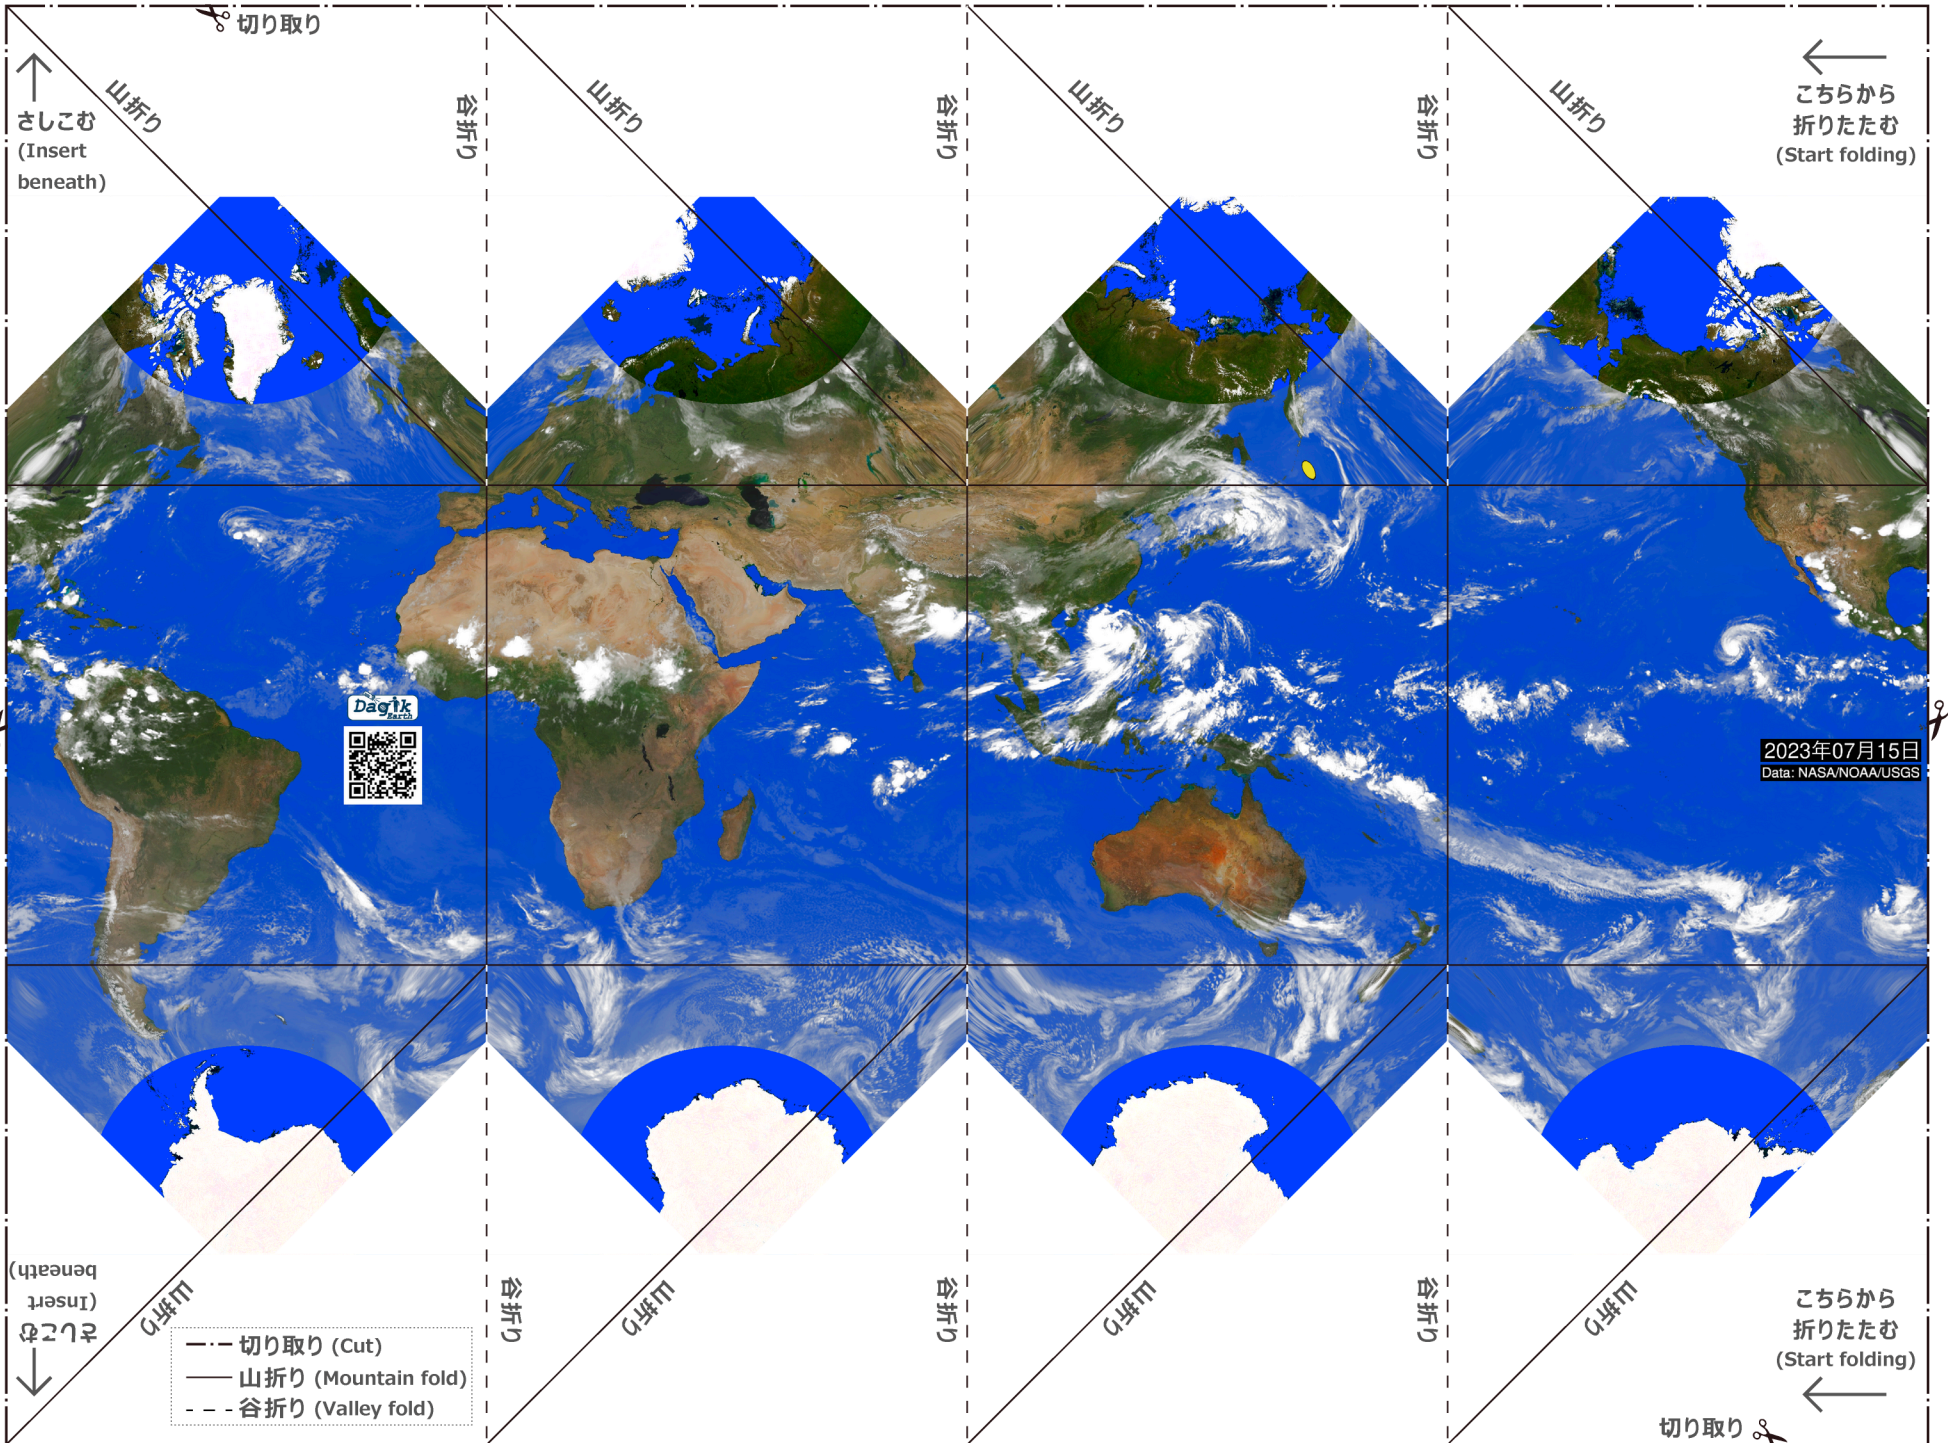 切り取り
さしこむ
(Insert
beneath)
山折り
谷折り
山折り
谷折り
山折り
谷折り
山折り
こちらから
折りたたむ
(Start folding)
Dagik
Earth
2023年07月15日
Data: NASA/NOAA/USGS
さしこむ
(Insert
beneath)
山折り
谷折り
山折り
谷折り
山折り
谷折り
山折り
こちらから
折りたたむ
(Start folding)
切り取り (Cut)
山折り (Mountain fold)
谷折り (Valley fold)
切り取り